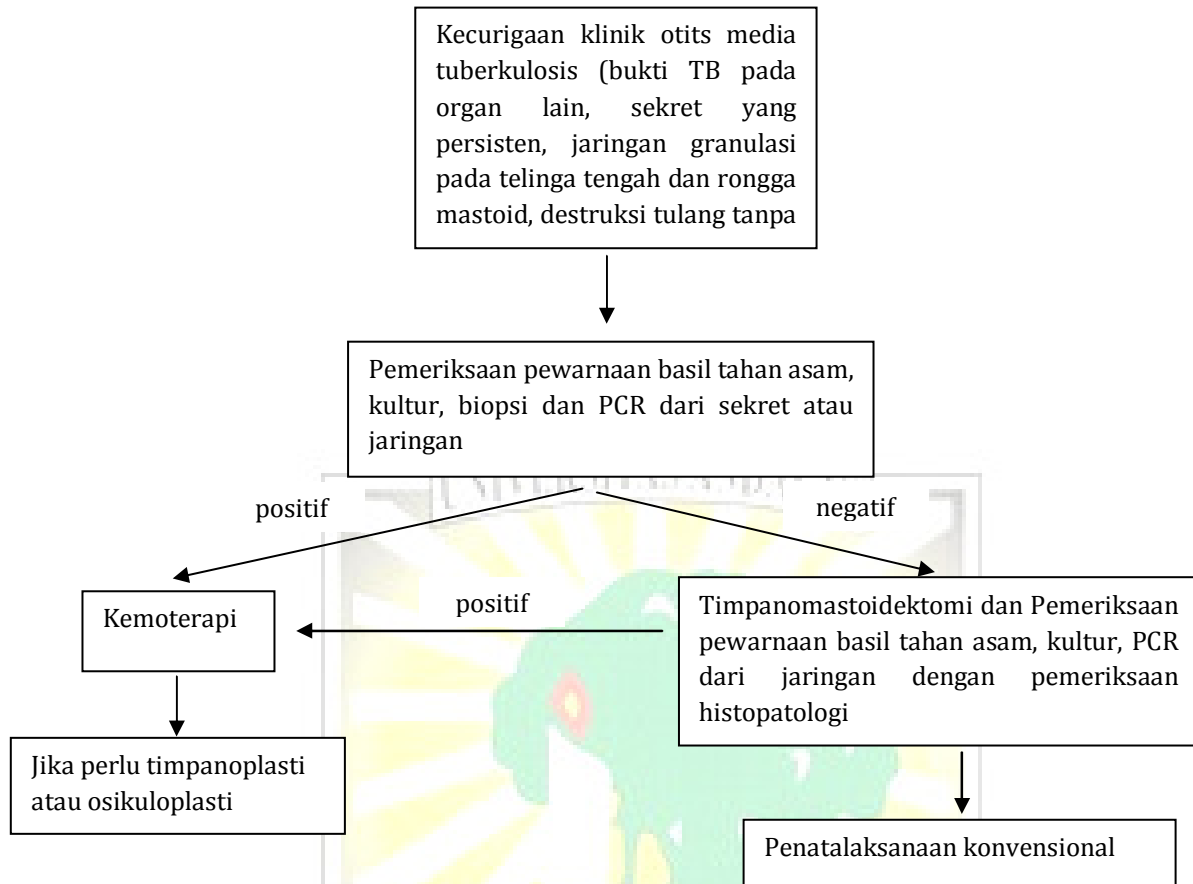 Kecurigaan klinik otits media
tuberkulosis (bukti TB pada
organ lain, sekret yang
persisten, jaringan granulasi
pada telinga tengah dan rongga
mastoid, destruksi tulang tanpa
Pemeriksaan pewarnaan basil tahan asam,
kultur, biopsi dan PCR dari sekret atau
jaringan
positif
negatif
Kemoterapi
positif
Timpanomastoidektomi dan Pemeriksaan
pewarnaan basil tahan asam, kultur, PCR
dari jaringan dengan pemeriksaan
histopatologi
Jika perlu timpanoplasti
atau osikuloplasti
Penatalaksanaan konvensional